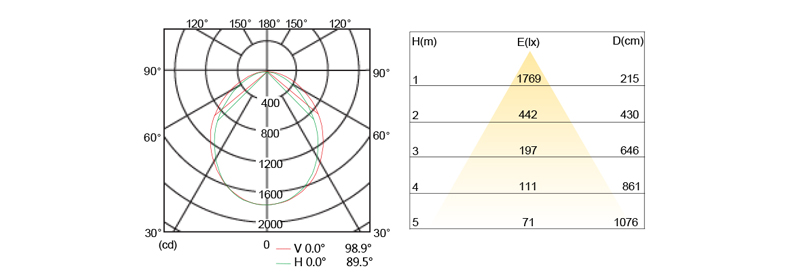 120° 150° 180° 150° 120°
90° 90°
400
800
60° 60°
1200
1600
2000
30° 30°
(cd) 0
V 0.0° 98.9°
H 0.0° 89.5°
H(m) E(lx) D(cm)
1 1769 215
2 442 430
3 197 646
4 111 861
5 71 1076